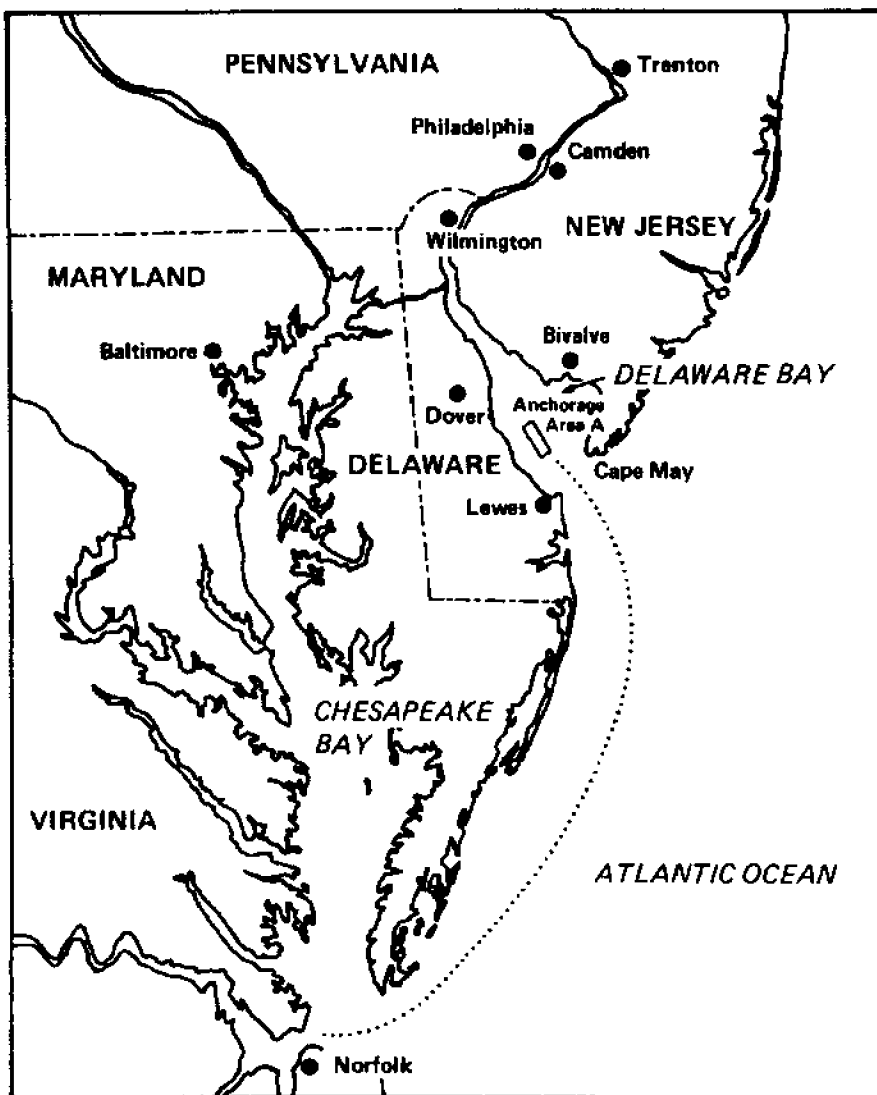 PENNSYLVANIA
Trenton
Philadelphia
Camden
NEW JERSEY
Wilmington
MARYLAND
Baltimore
Bivalve
DELAWARE BAY
Dover
Anchorage
Area A
DELAWARE
Cape May
Lewes
CHESAPEAKE
BAY
VIRGINIA
ATLANTIC OCEAN
Norfolk